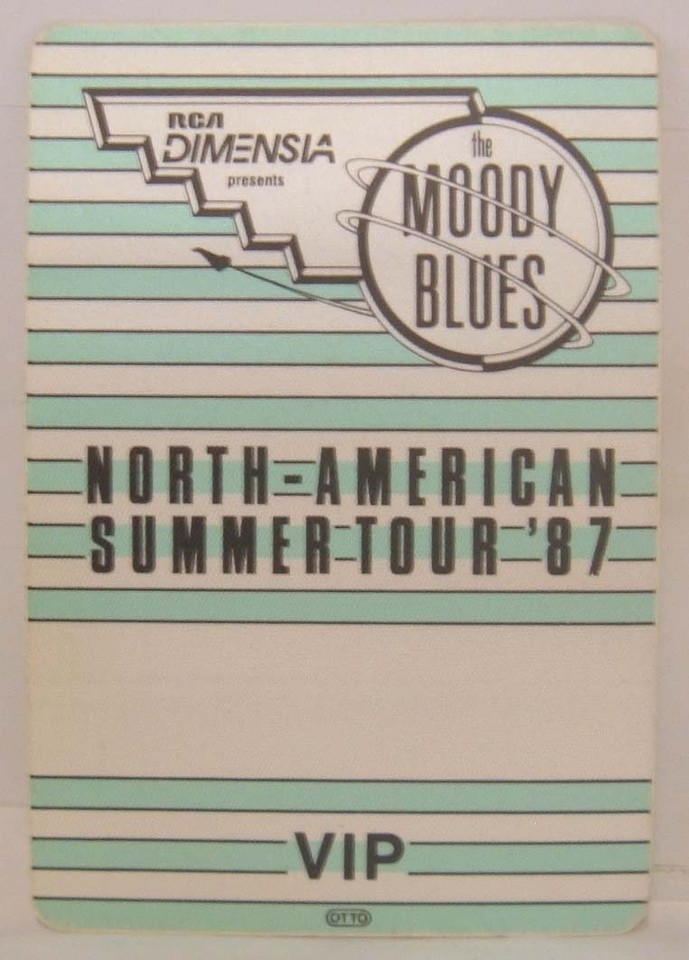 RCA
DIMENSIA
presents
the
MOODY
BLUES
NORTH-AMERICAN
SUMMER TOUR '87
VIP
OTTO